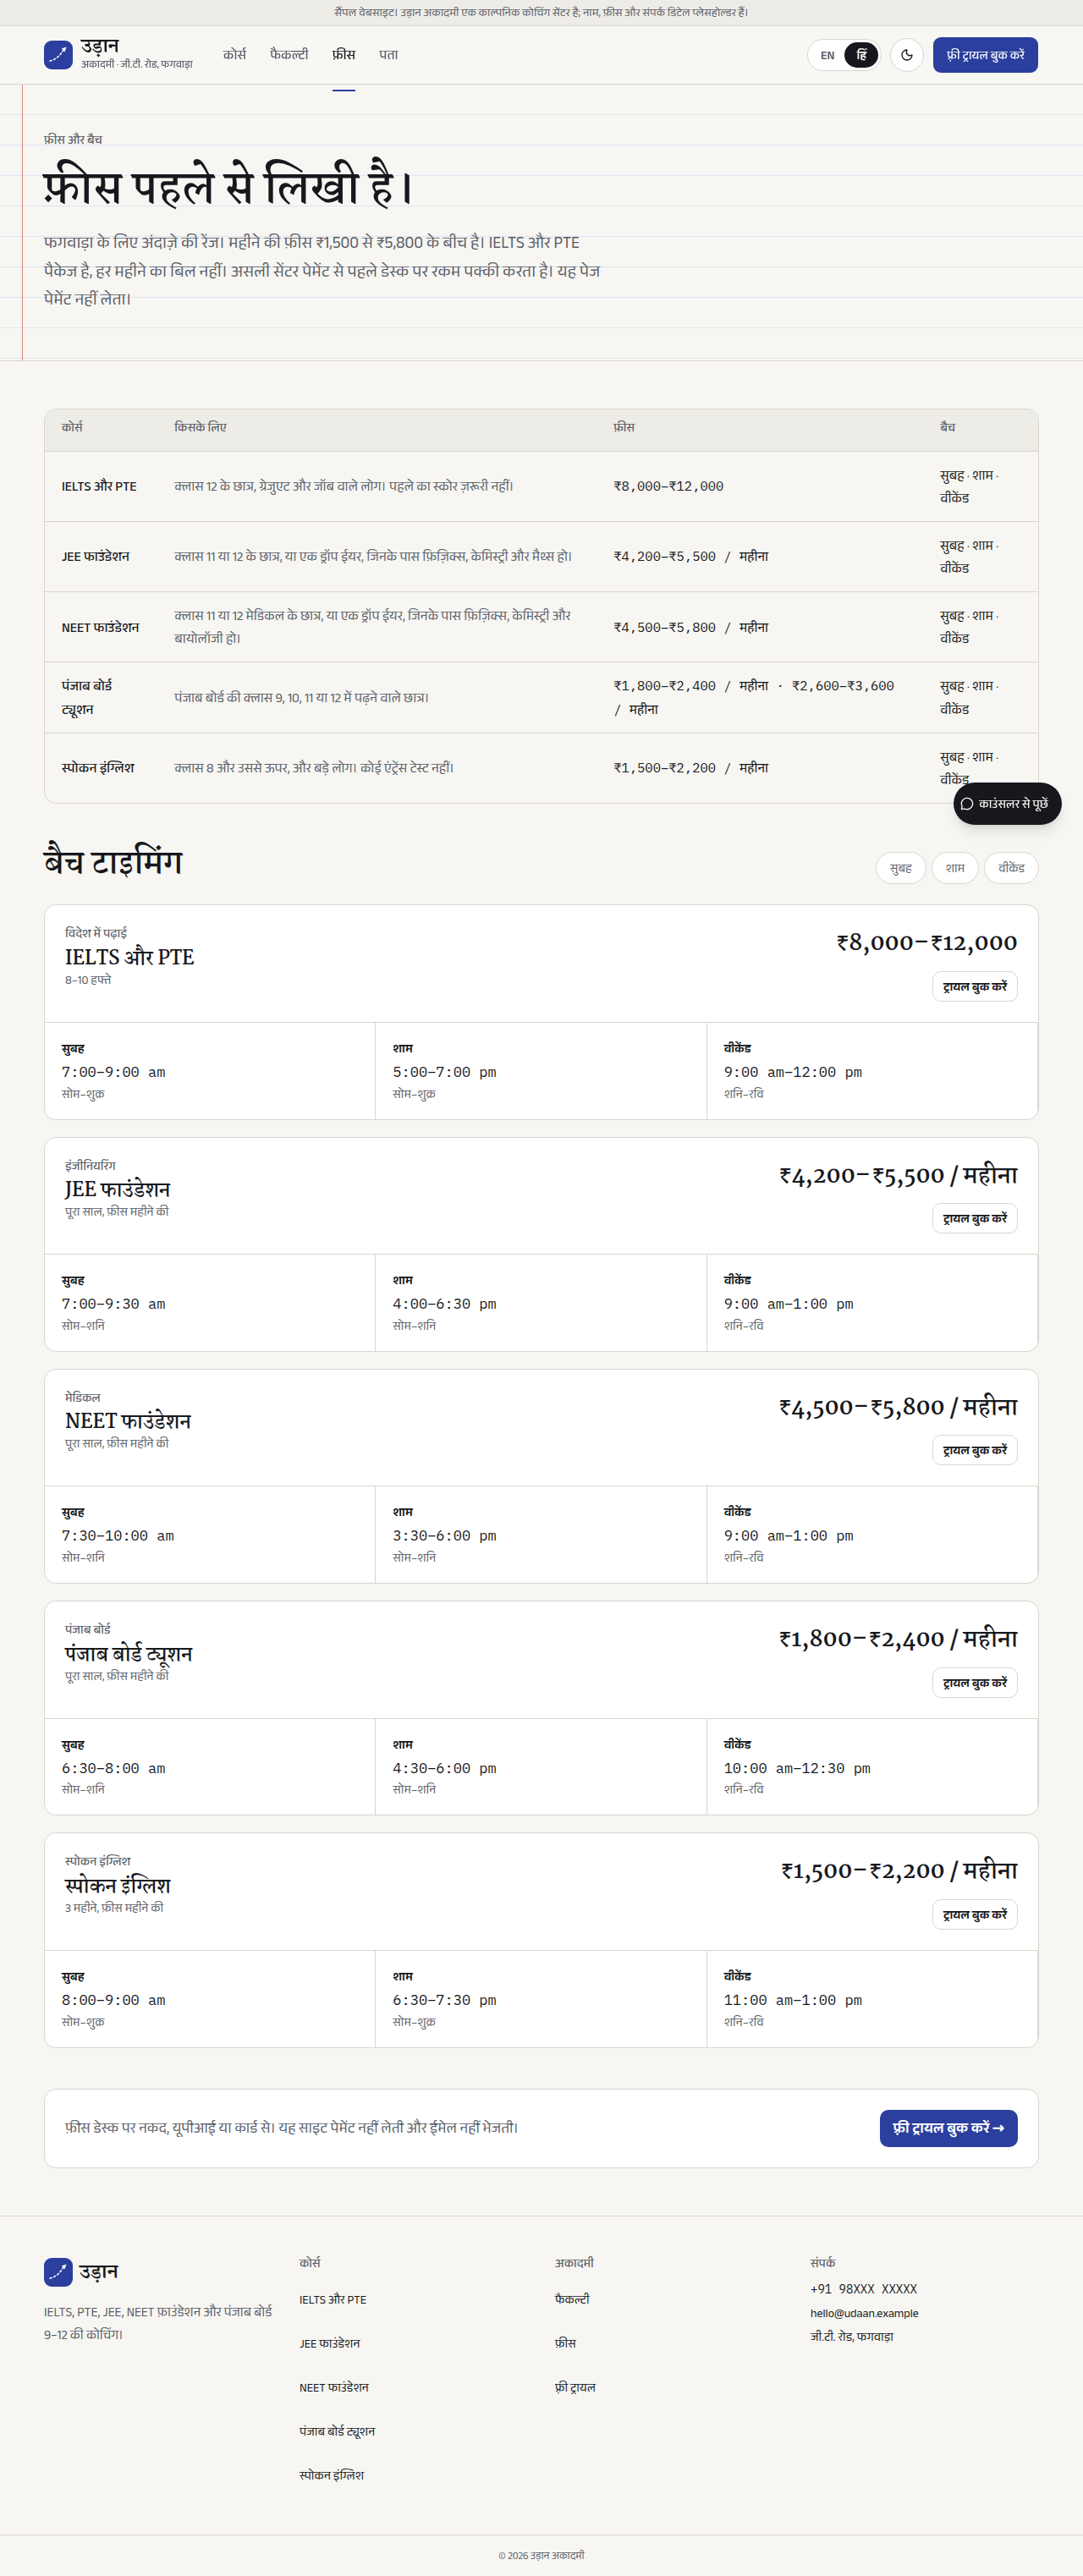 सैंपल वेबसाइट। उड़ान अकादमी एक काल्पनिक कोचिंग सेंटर है; नाम, फ़ीस और संपर्क डिटेल प्लेसहोल्डर हैं।
उड़ान
अकादमी · जी.टी. रोड, फगवाड़ा
कोर्स फैकल्टी फ़ीस पता
EN हिं
फ़्री ट्रायल बुक करें
फ़ीस और बैच
फ़ीस पहले से लिखी है।
फगवाड़ा के लिए अंदाज़े की रेंज। महीने की फ़ीस ₹1,500 से ₹5,800 के बीच है। IELTS और PTE
पैकेज है, हर महीने का बिल नहीं। असली सेंटर पेमेंट से पहले डेस्क पर रकम पक्की करता है। यह पेज
पेमेंट नहीं लेता।
कोर्स किसके लिए फ़ीस बैच
IELTS और PTE क्लास 12 के छात्र, ग्रेजुएट और जॉब वाले लोग। पहले का स्कोर ज़रूरी नहीं। ₹8,000–₹12,000 सुबह · शाम ·
वीकेंड
JEE फाउंडेशन क्लास 11 या 12 के छात्र, या एक ड्रॉप ईयर, जिनके पास फ़िज़िक्स, केमिस्ट्री और मैथ्स हो। ₹4,200–₹5,500 / महीना सुबह · शाम ·
वीकेंड
NEET फाउंडेशन क्लास 11 या 12 मेडिकल के छात्र, या एक ड्रॉप ईयर, जिनके पास फ़िज़िक्स, केमिस्ट्री और
बायोलॉजी हो। ₹4,500–₹5,800 / महीना सुबह · शाम ·
वीकेंड
पंजाब बोर्ड
ट्यूशन पंजाब बोर्ड की क्लास 9, 10, 11 या 12 में पढ़ने वाले छात्र। ₹1,800–₹2,400 / महीना · ₹2,600–₹3,600
/ महीना सुबह · शाम ·
वीकेंड
स्पोकन इंग्लिश क्लास 8 और उससे ऊपर, और बड़े लोग। कोई एंट्रेंस टेस्ट नहीं। ₹1,500–₹2,200 / महीना सुबह · शाम ·
वीकेंड
काउंसलर से पूछें
बैच टाइमिंग
सुबह शाम वीकेंड
विदेश में पढ़ाई
IELTS और PTE
8–10 हफ्ते
₹8,000–₹12,000
ट्रायल बुक करें
सुबह शाम वीकेंड
7:00–9:00 am 5:00–7:00 pm 9:00 am–12:00 pm
सोम–शुक्र सोम–शुक्र शनि–रवि
इंजीनियरिंग
JEE फाउंडेशन
पूरा साल, फ़ीस महीने की
₹4,200–₹5,500 / महीना
ट्रायल बुक करें
सुबह शाम वीकेंड
7:00–9:30 am 4:00–6:30 pm 9:00 am–1:00 pm
सोम–शनि सोम–शनि शनि–रवि
मेडिकल
NEET फाउंडेशन
पूरा साल, फ़ीस महीने की
₹4,500–₹5,800 / महीना
ट्रायल बुक करें
सुबह शाम वीकेंड
7:30–10:00 am 3:30–6:00 pm 9:00 am–1:00 pm
सोम–शनि सोम–शनि शनि–रवि
पंजाब बोर्ड
पंजाब बोर्ड ट्यूशन
पूरा साल, फ़ीस महीने की
₹1,800–₹2,400 / महीना
ट्रायल बुक करें
सुबह शाम वीकेंड
6:30–8:00 am 4:30–6:00 pm 10:00 am–12:30 pm
सोम–शनि सोम–शनि शनि–रवि
स्पोकन इंग्लिश
स्पोकन इंग्लिश
3 महीने, फ़ीस महीने की
₹1,500–₹2,200 / महीना
ट्रायल बुक करें
सुबह शाम वीकेंड
8:00–9:00 am 6:30–7:30 pm 11:00 am–1:00 pm
सोम–शुक्र सोम–शुक्र शनि–रवि
फ़ीस डेस्क पर नकद, यूपीआई या कार्ड से। यह साइट पेमेंट नहीं लेती और ईमेल नहीं भेजती।
फ़्री ट्रायल बुक करें →
उड़ान
IELTS, PTE, JEE, NEET फ़ाउंडेशन और पंजाब बोर्ड
9–12 की कोचिंग।
कोर्स
IELTS और PTE
JEE फाउंडेशन
NEET फाउंडेशन
पंजाब बोर्ड ट्यूशन
स्पोकन इंग्लिश
अकादमी
फैकल्टी
फ़ीस
फ़्री ट्रायल
संपर्क
+91 98XXX XXXXX
hello@udaan.example
जी.टी. रोड, फगवाड़ा
© 2026 उड़ान अकादमी